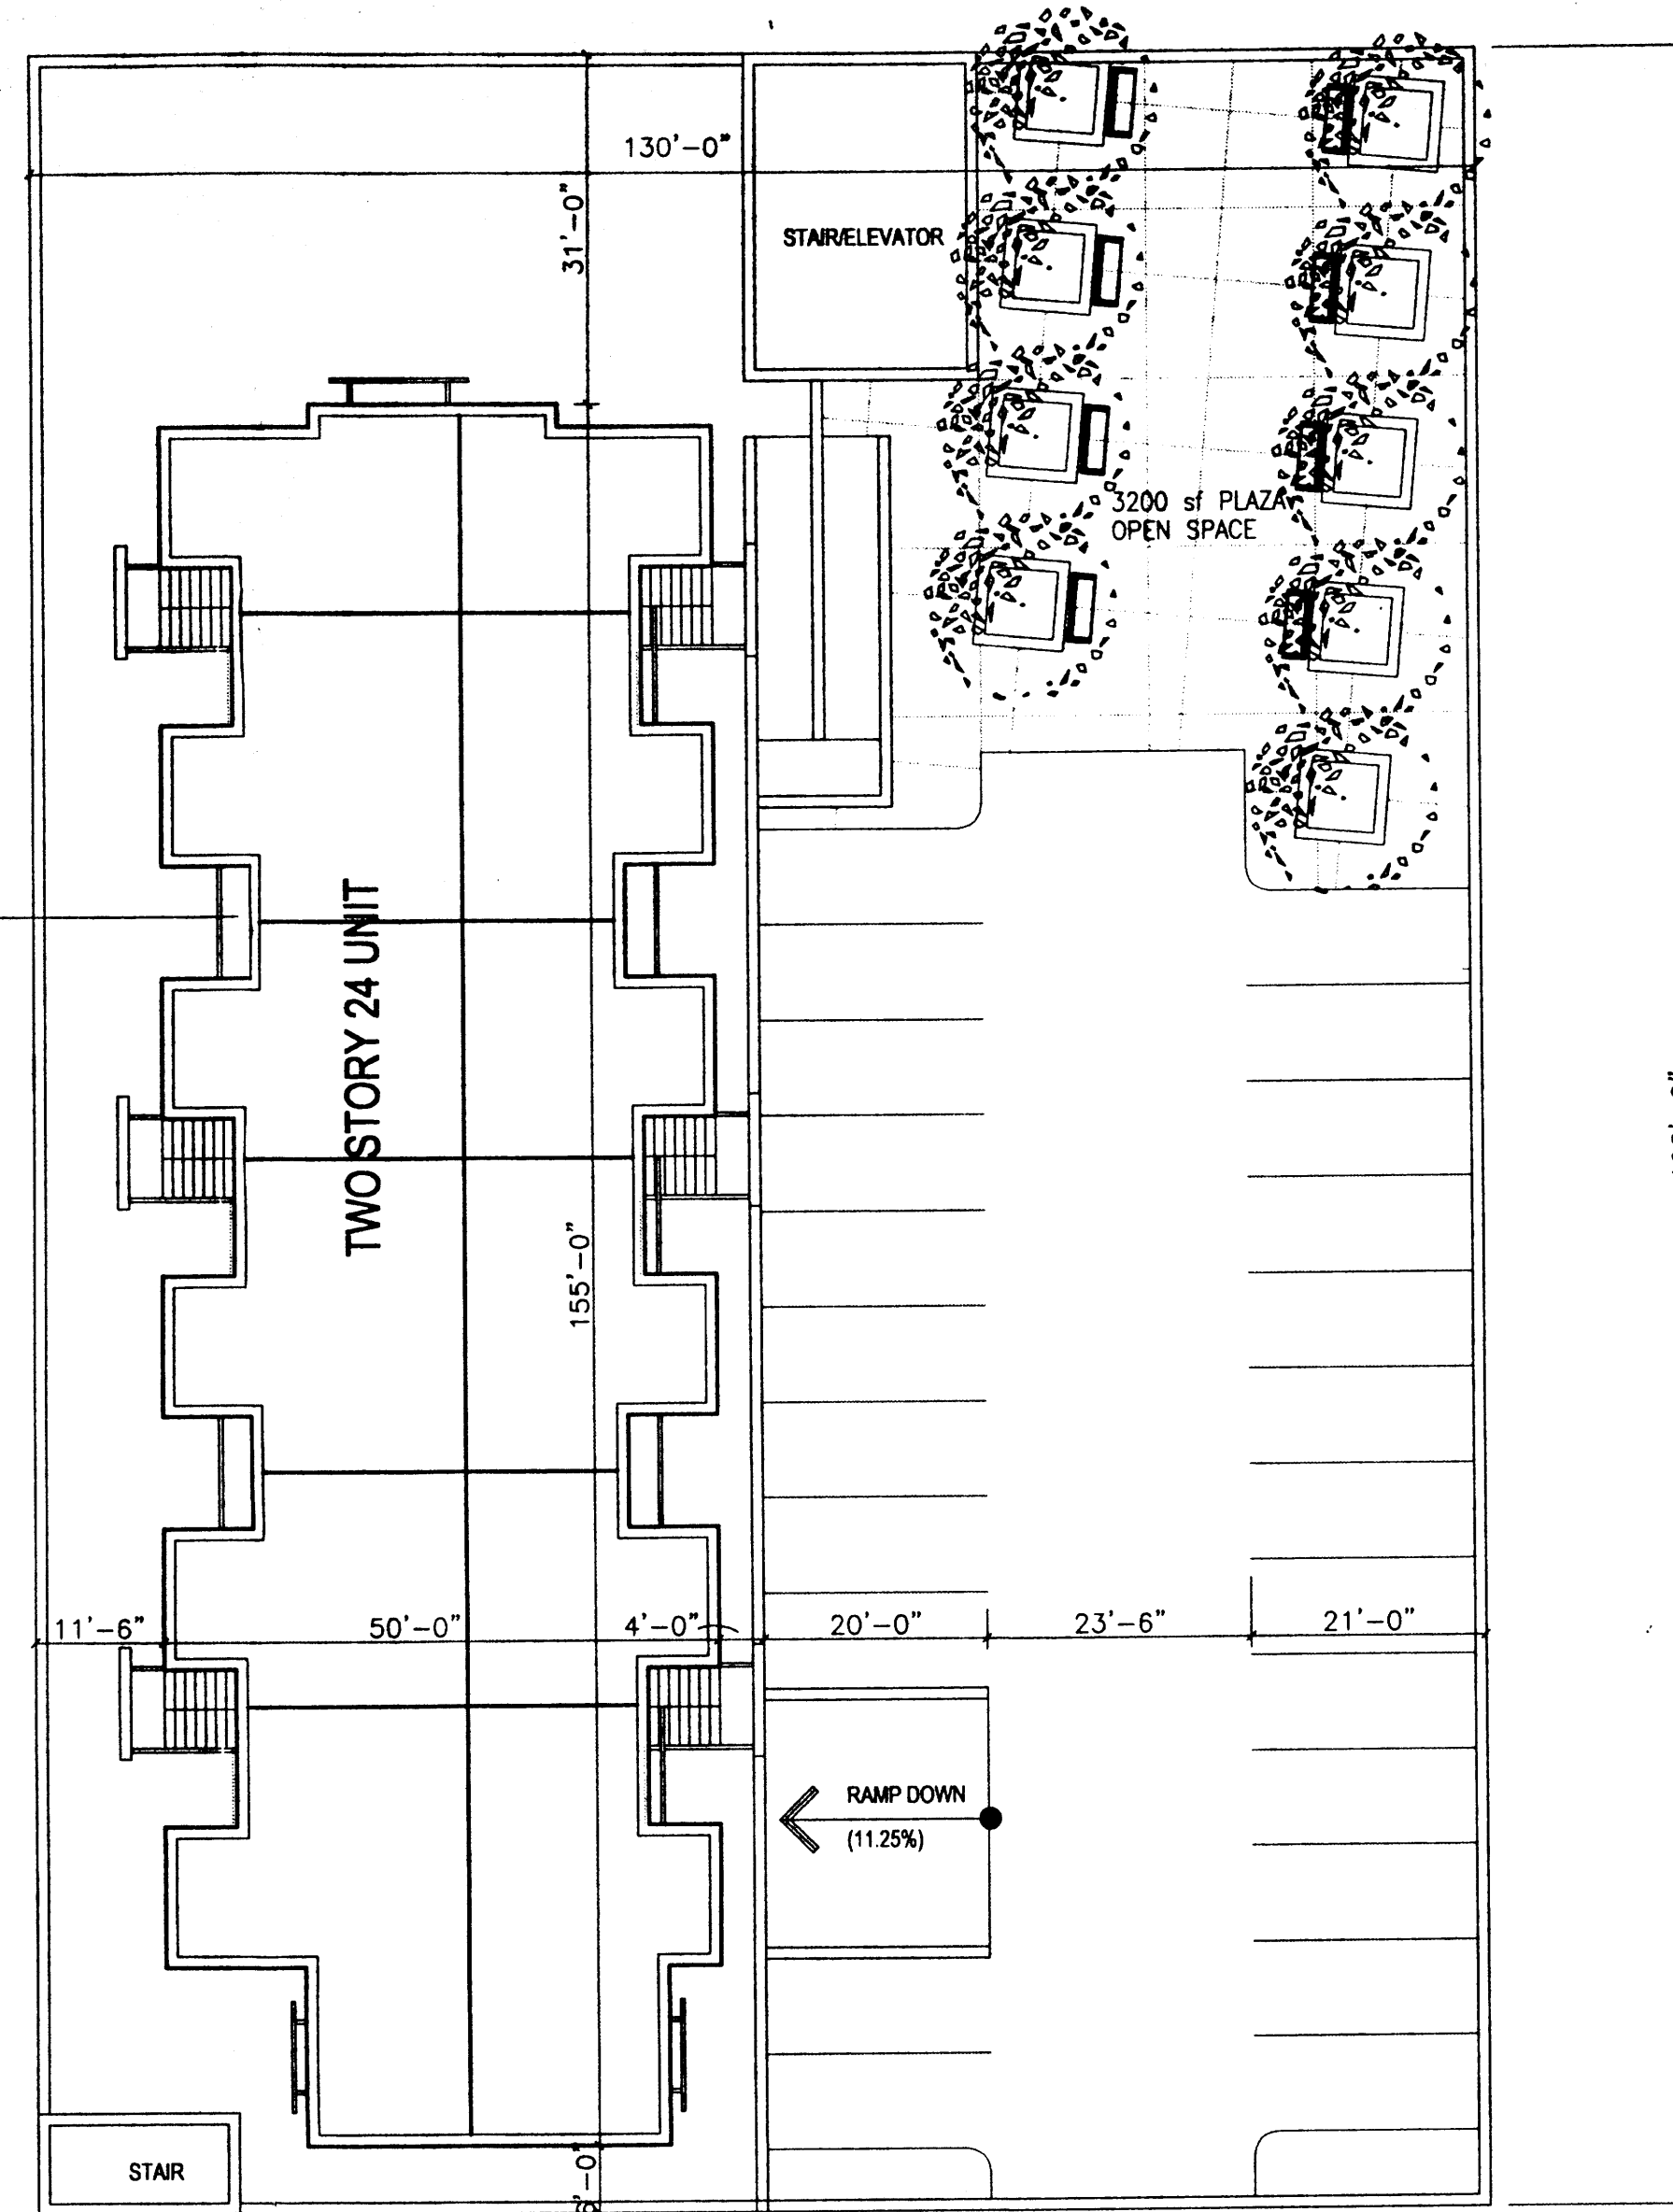 130'-0"
31'-0"
STAIR/ELEVATOR
3200 sf PLAZA
OPEN SPACE
TWO STORY 24 UNIT
155'-0"
11'-6"
50'-0"
4'-0"
20'-0"
23'-6"
21'-0"
RAMP DOWN
(11.25%)
STAIR